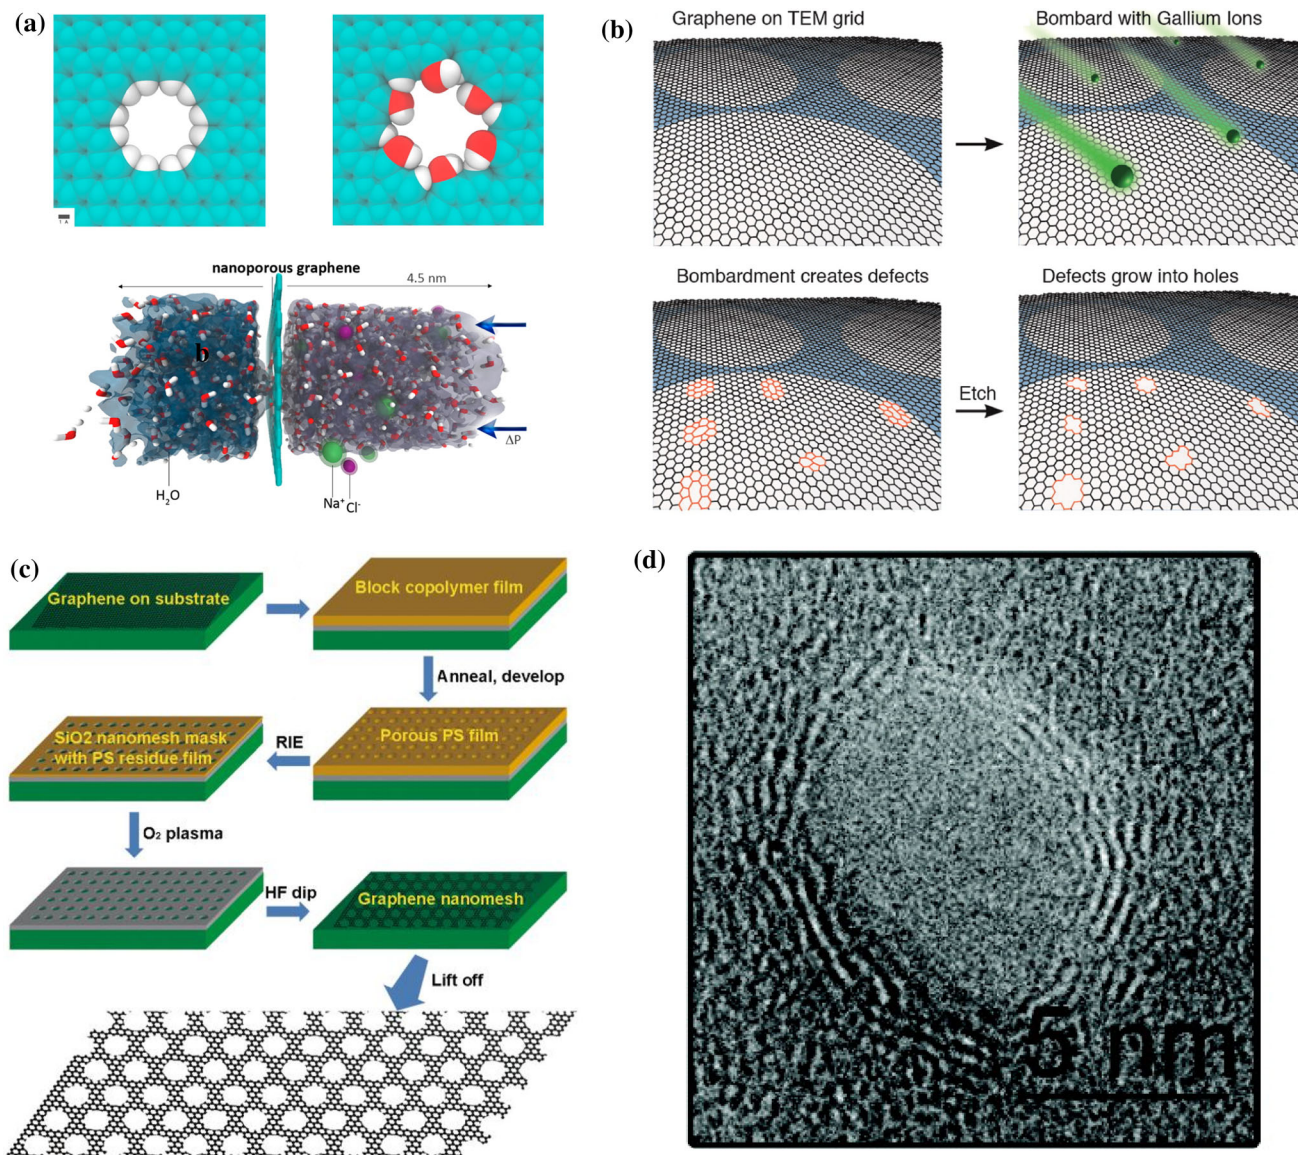 (a)
1 A
nanoporous graphene
4.5 nm
b
ΔP
H₂O
Na⁺
Cl⁻
(b)
Graphene on TEM grid
Bombard with Gallium Ions
Bombardment creates defects
Defects grow into holes
Etch
(c)
Graphene on substrate
Block copolymer film
Anneal, develop
SiO2 nanomesh mask
with PS residue film
RIE
Porous PS film
O₂ plasma
HF dip
Graphene nanomesh
Lift off
(d)
5 nm